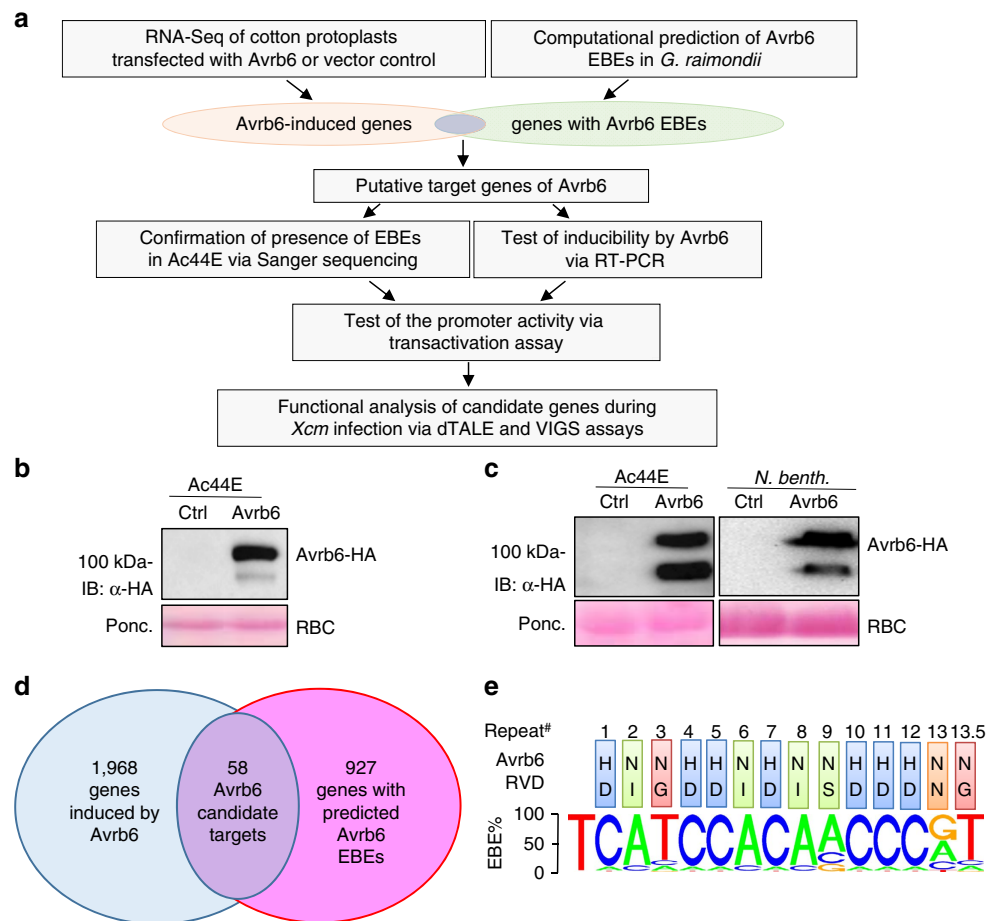 a
RNA-Seq of cotton protoplasts
transfected with Avrb6 or vector control
Computational prediction of Avrb6
EBEs in G. raimondii
Avrb6-induced genes
genes with Avrb6 EBEs
Putative target genes of Avrb6
Confirmation of presence of EBEs
in Ac44E via Sanger sequencing
Test of inducibility by Avrb6
via RT-PCR
Test of the promoter activity via
transactivation assay
Functional analysis of candidate genes during
Xcm infection via dTALE and VIGS assays
b
Ac44E
Ctrl Avrb6
100 kDa-
Avrb6-HA
IB: α-HA
Ponc.
RBC
c
Ac44E
N. benth.
Ctrl Avrb6
Ctrl Avrb6
100 kDa-
Avrb6-HA
IB: α-HA
Ponc.
RBC
d
1,968
genes
induced by
Avrb6
58
Avrb6
candidate
targets
927
genes with
predicted
Avrb6
EBEs
e
Repeat# 1 2 3 4 5 6 7 8 9 10 11 12 13 13.5
Avrb6 H N N H H N H N N H H H N N
RVD D I G D D I D I S D D D N G
EBE%
100
50
0
TCATCCACAACCCGT